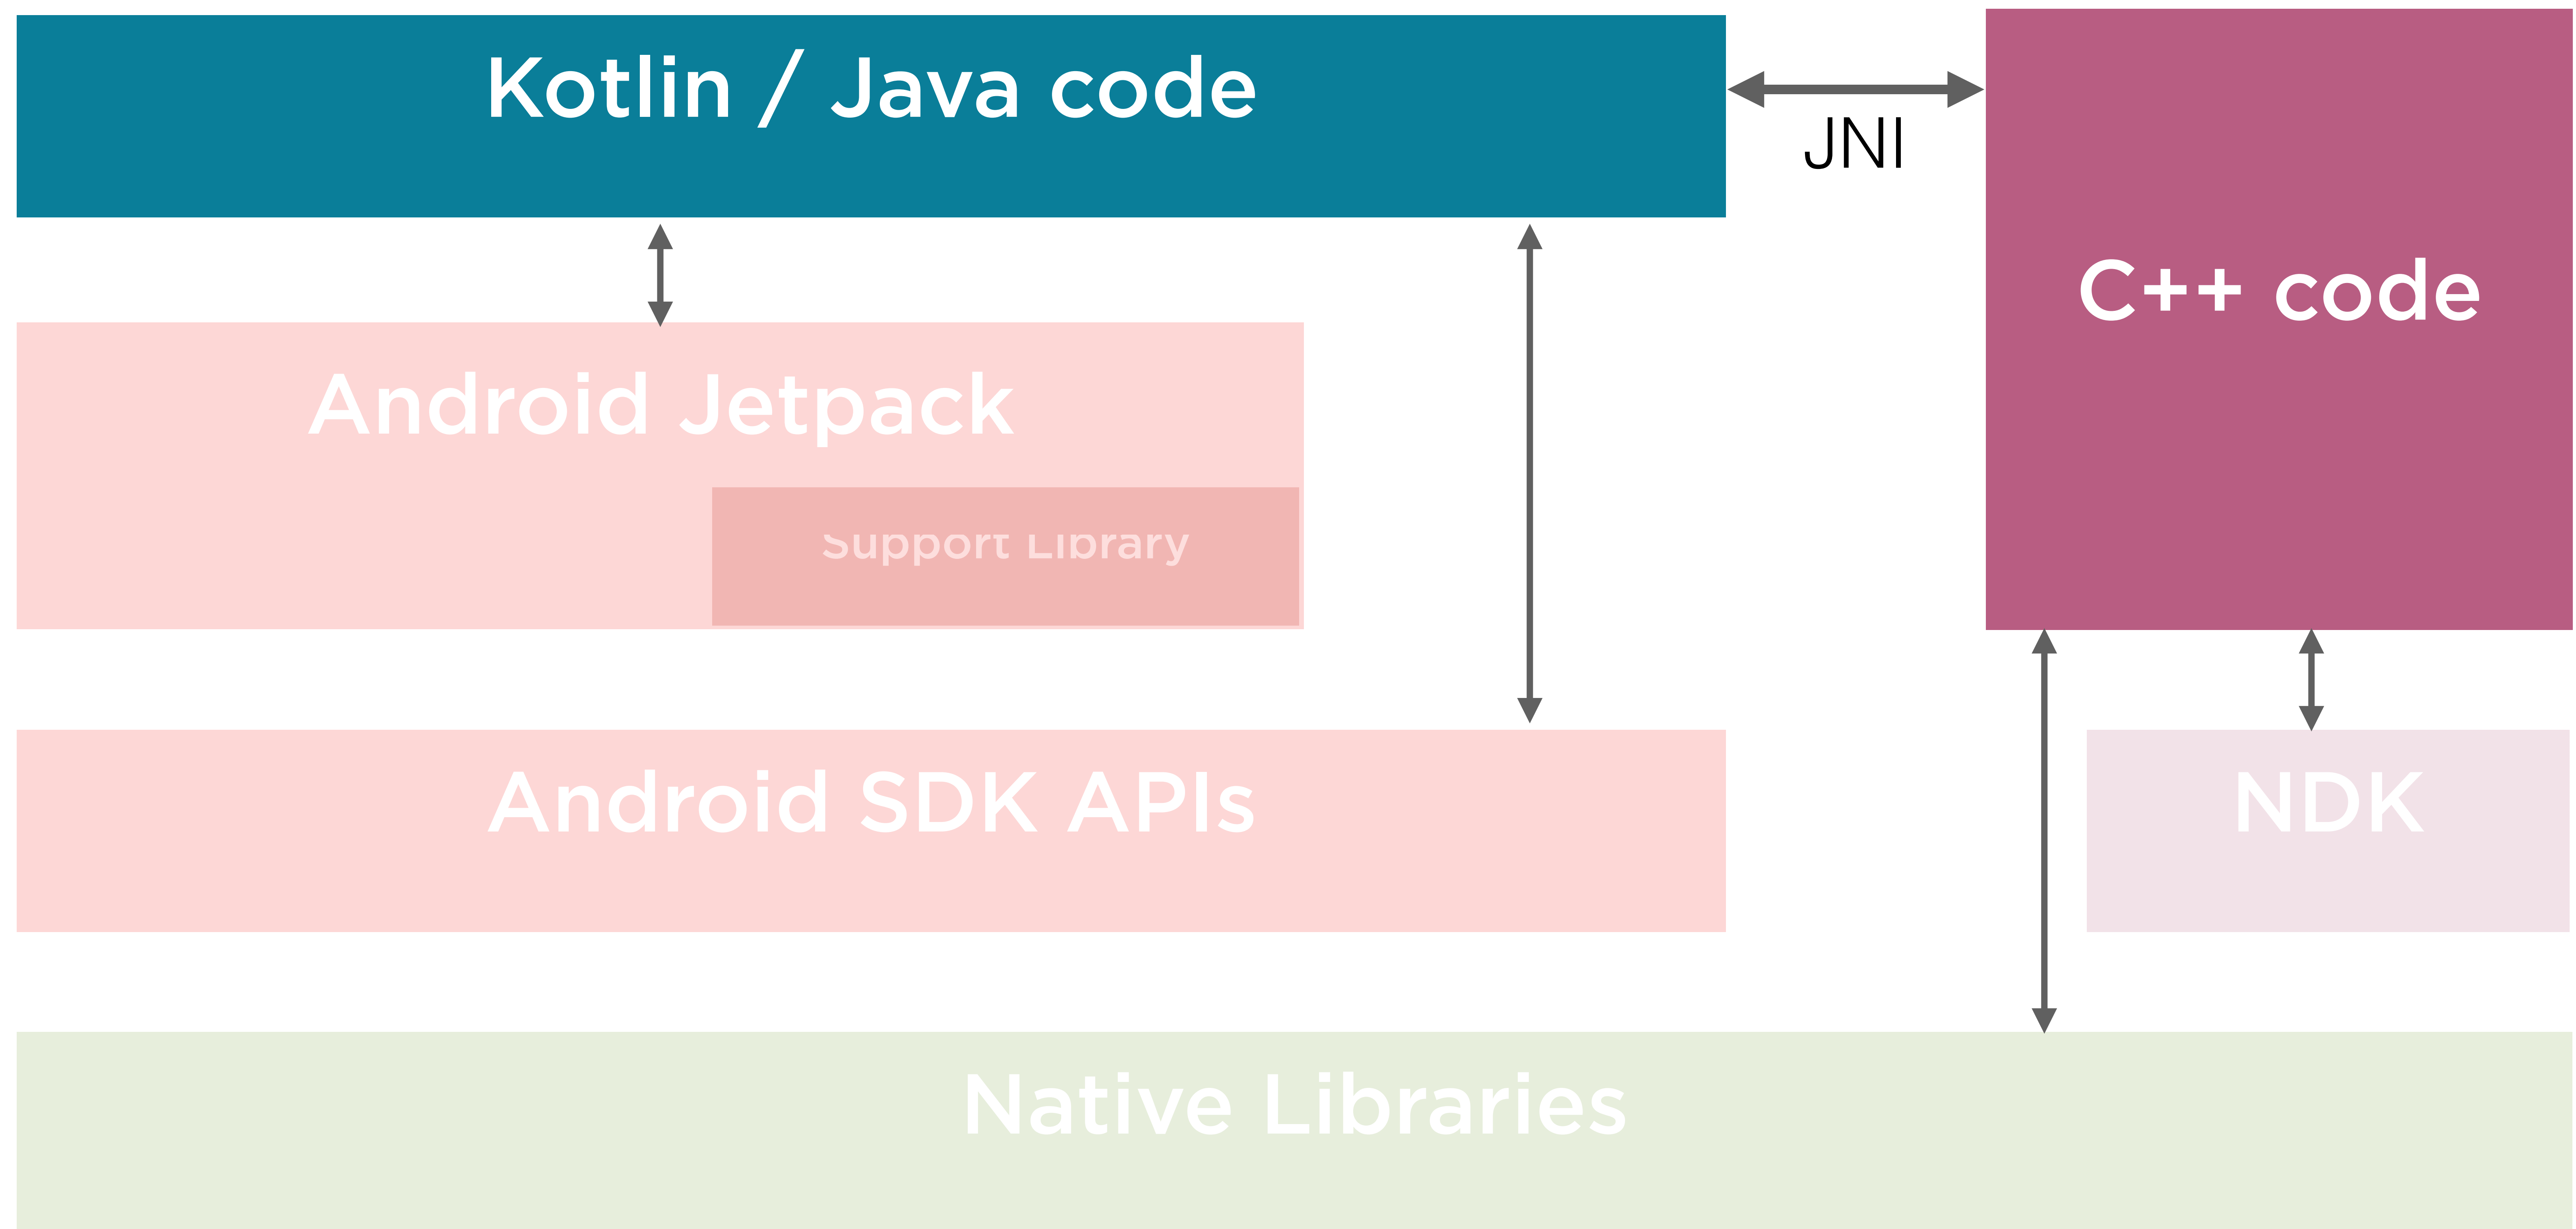 Kotlin / Java code
JNI
C++ code
Android Jetpack
Support Library
Android SDK APIs
NDK
Native Libraries